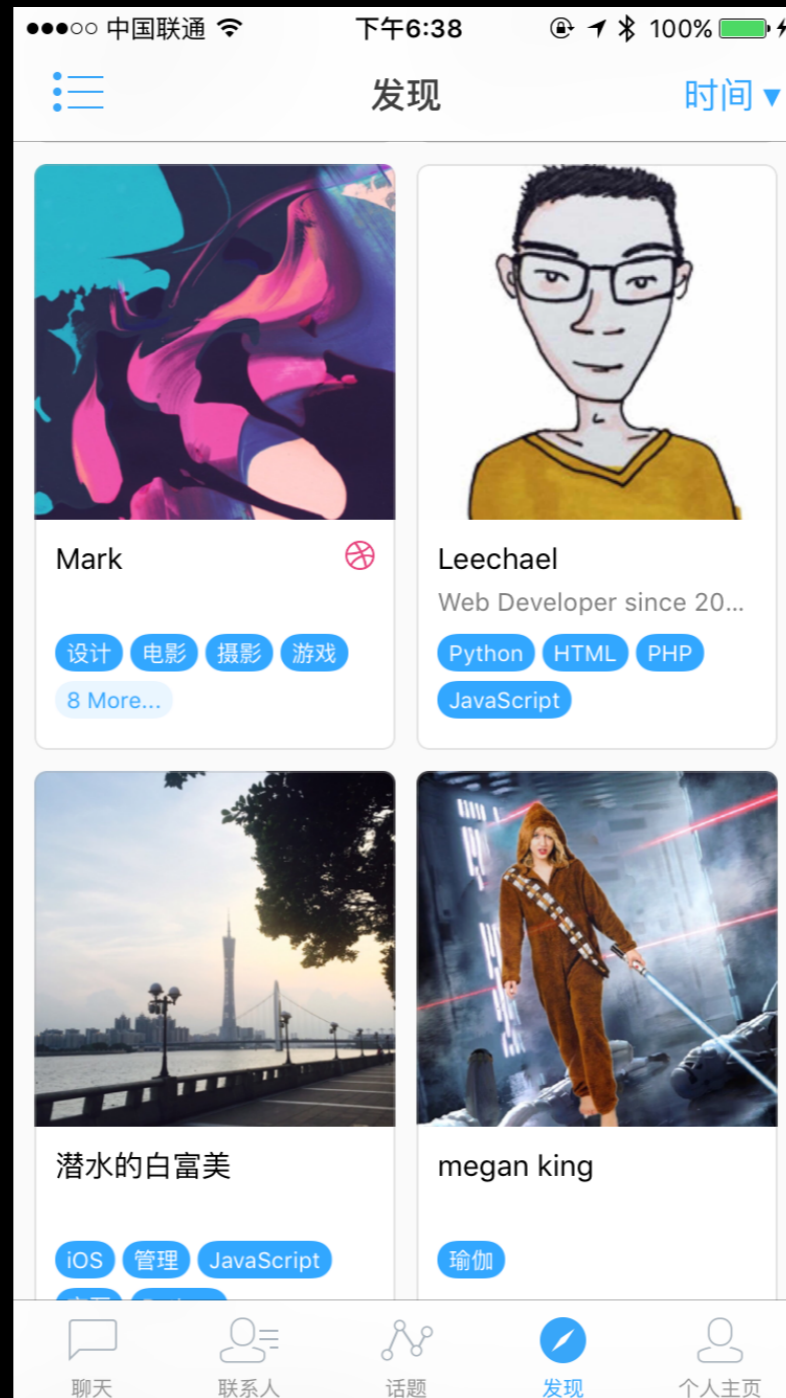 中国联通 下午6:38 100%
发现 时间 ▾
Mark
设计 电影 摄影 游戏
8 More...
Leechael
Web Developer since 20...
Python HTML PHP
JavaScript
潜水的白富美
iOS 管理 JavaScript
megan king
瑜伽
聊天 联系人 话题 发现 个人主页